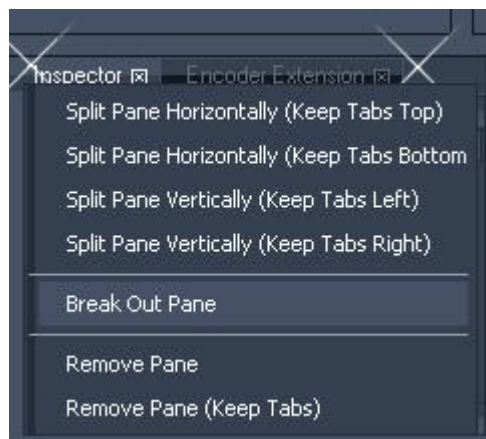 Inspector Encoder Extension
Split Pane Horizontally (Keep Tabs Top)
Split Pane Horizontally (Keep Tabs Bottom
Split Pane Vertically (Keep Tabs Left)
Split Pane Vertically (Keep Tabs Right)
Break Out Pane
Remove Pane
Remove Pane (Keep Tabs)